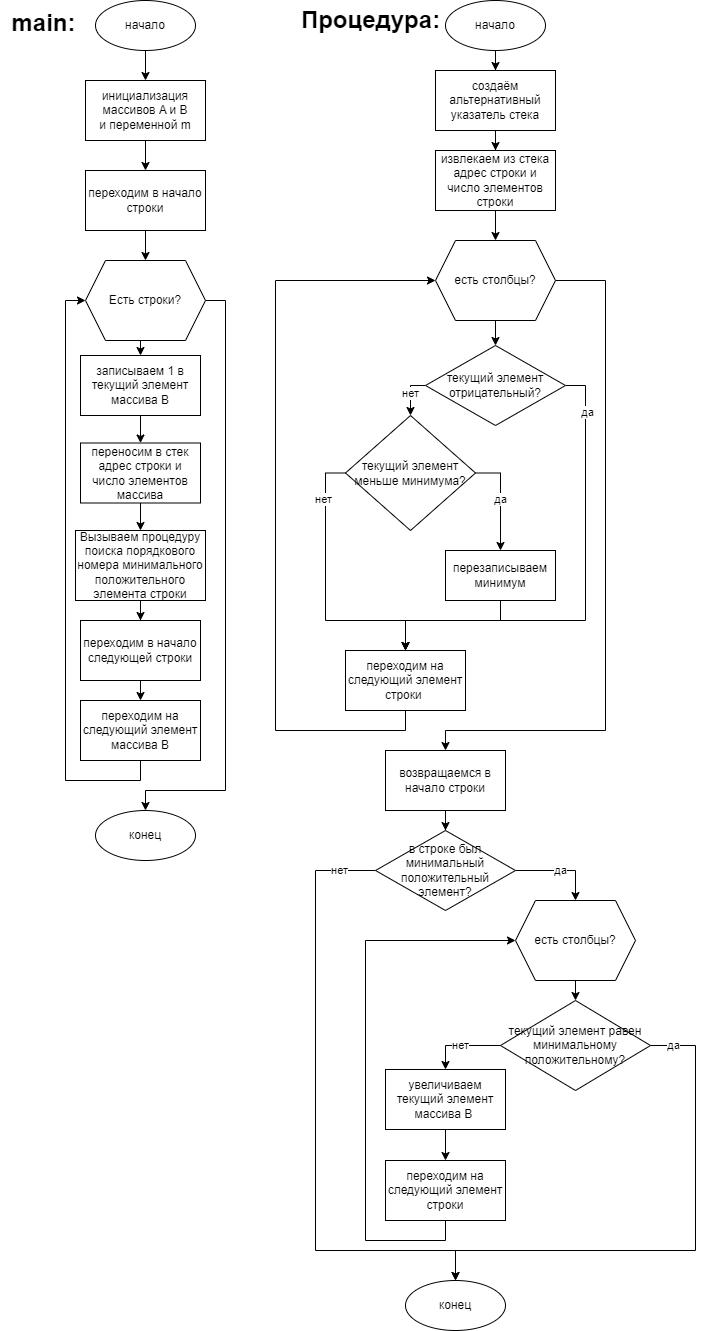 main:
начало
инициализация
массивов A и B
и переменной m
переходим в начало
строки
Есть строки?
записываем 1 в
текущий элемент
массива B
переносим в стек
адрес строки и
число элементов
массива
Вызываем процедуру
поиска порядкового
номера минимального
положительного
элемента строки
переходим в начало
следующей строки
переходим на
следующий элемент
массива B
конец
Процедура:
начало
создаём
альтернативный
указатель стека
извлекаем из стека
адрес строки и
число элементов
строки
есть столбцы?
текущий элемент
отрицательный?
нет
да
текущий элемент
меньше минимума?
нет
да
перезаписываем
минимум
переходим на
следующий элемент
строки
возвращаемся в
начало строки
в строке был
минимальный
положительный
элемент?
нет
да
есть столбцы?
текущий элемент равен
минимальному
положительному?
нет
да
увеличиваем
текущий элемент
массива B
переходим на
следующий элемент
строки
конец